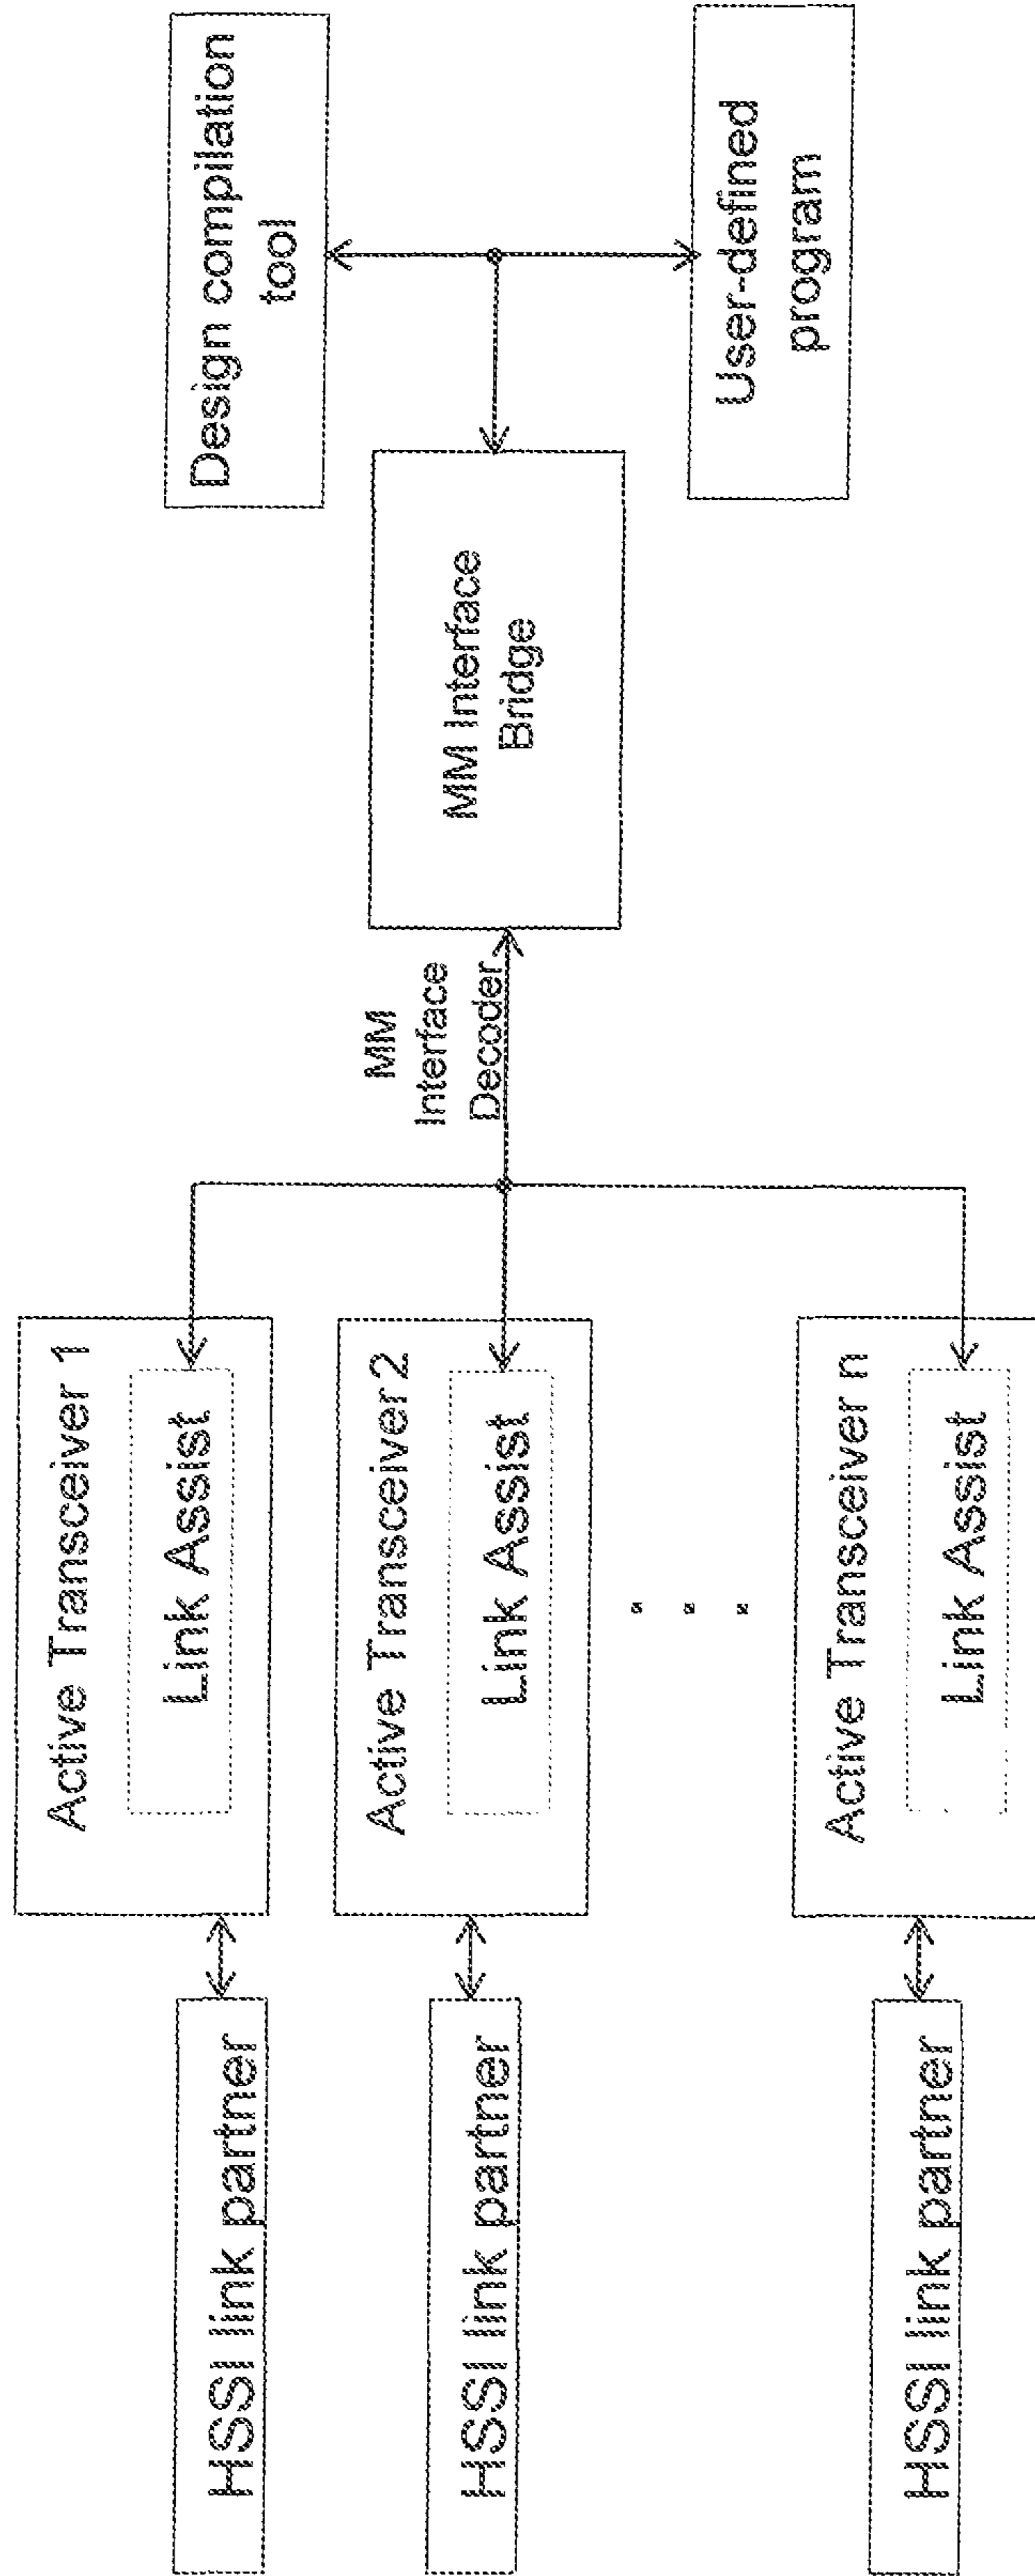 HSSI link partner
HSSI link partner
HSSI link partner
Active Transceiver 1
Link Assist
Active Transceiver 2
Link Assist
Active Transceiver n
Link Assist
MM
Interface
Decoder
MM Interface
Bridge
Design compilation
tool
User-defined
program